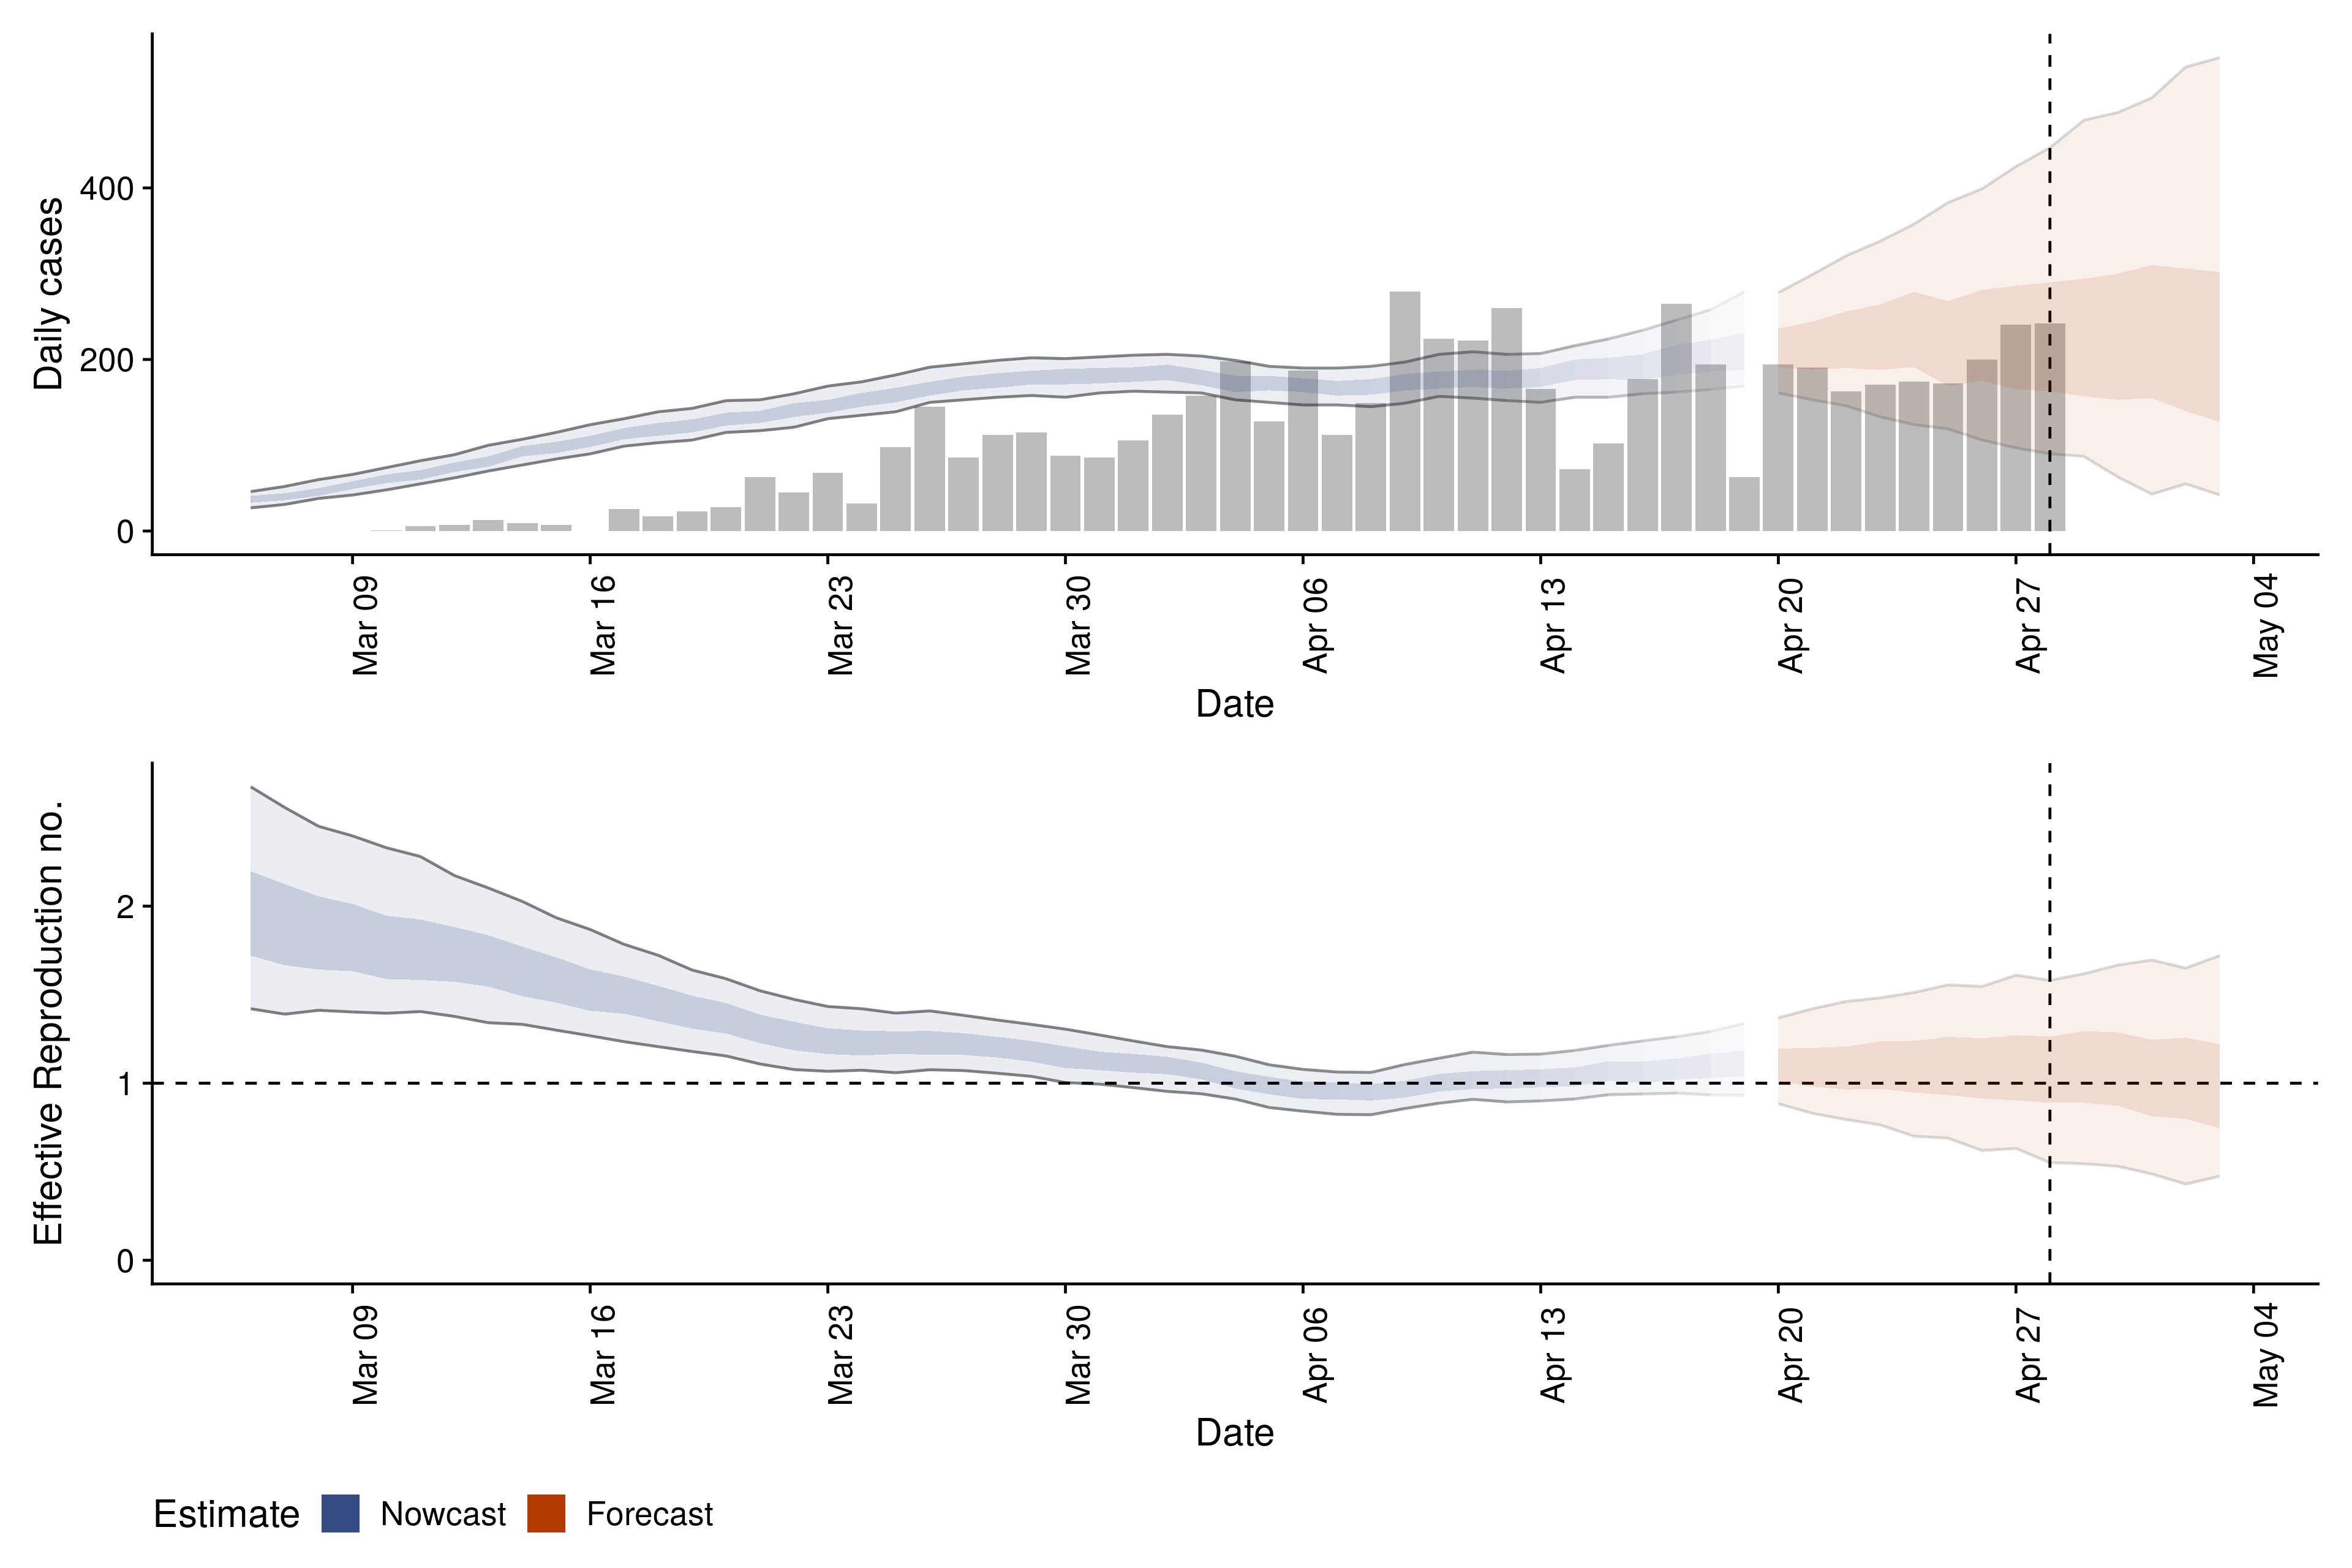 Daily cases
400
200
0
Mar 09
Mar 16
Mar 23
Mar 30
Apr 06
Apr 13
Apr 20
Apr 27
May 04
Date
Effective Reproduction no.
2
1
0
Mar 09
Mar 16
Mar 23
Mar 30
Apr 06
Apr 13
Apr 20
Apr 27
May 04
Date
Estimate Nowcast Forecast